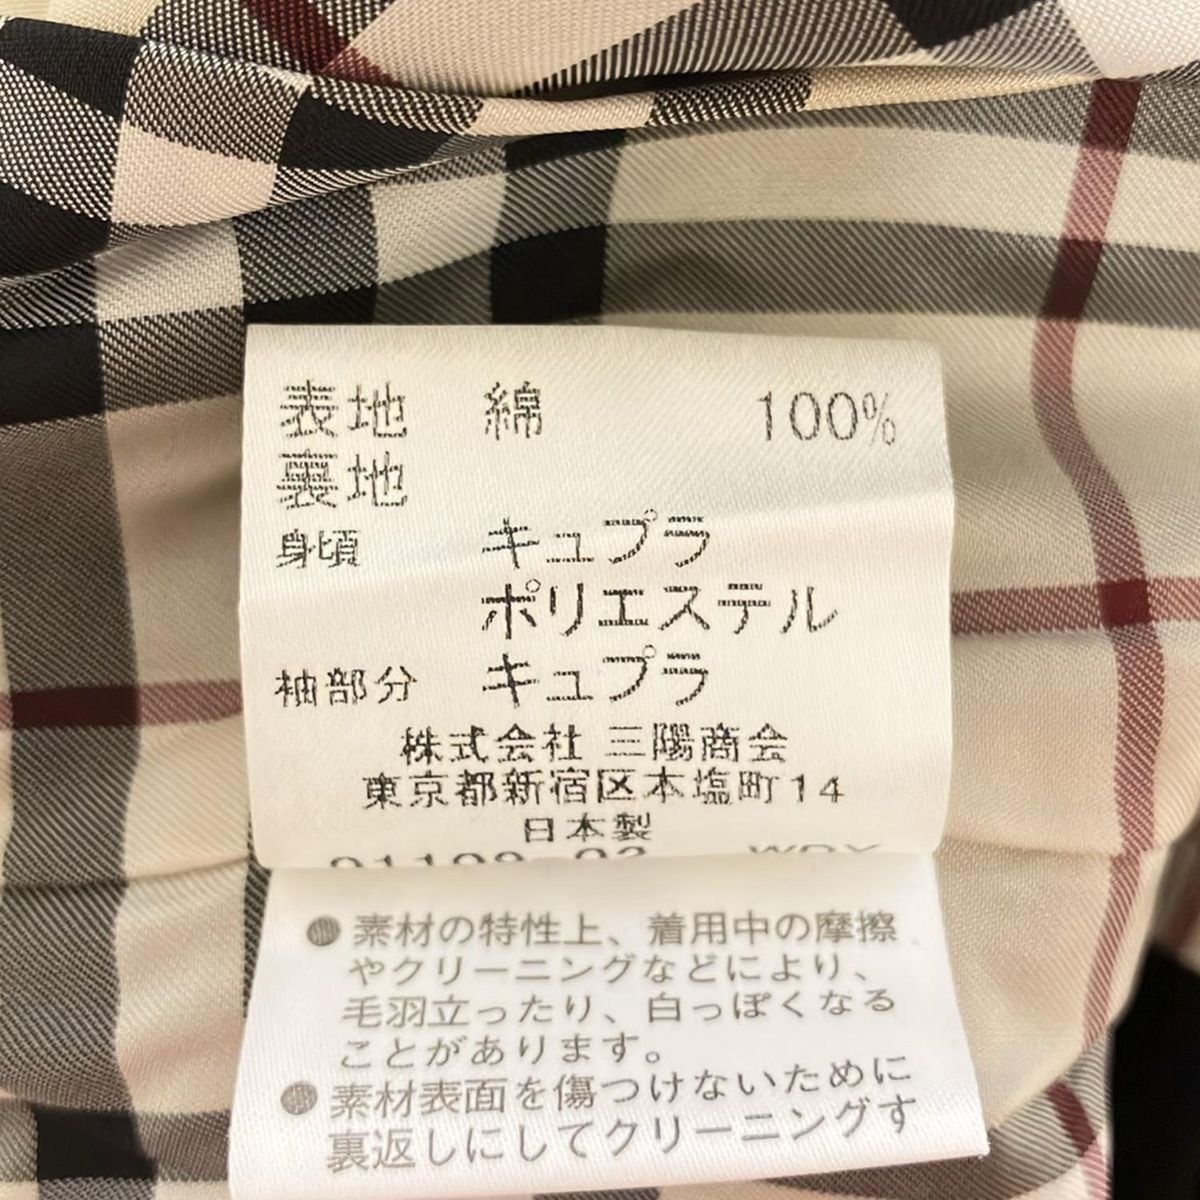 表地 綿 100%
裏地
身頃 キュプラ
ポリエステル
袖部分 キュプラ
株式会社 三陽商会
東京都新宿区本塩町14
日本製
●素材の特性上、着用中の摩擦
やクリーニングなどにより、
毛羽立ったり、白っぽくなる
ことがあります。
●素材表面を傷つけないために
裏返しにしてクリーニングす